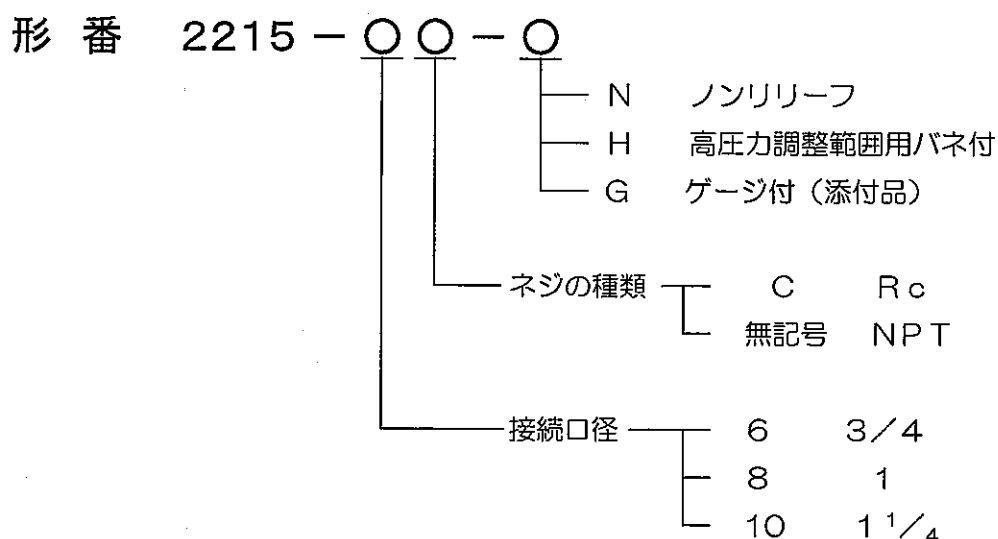 形 番 2215－○○－○
N ノンリリーフ
H 高圧力調整範囲用バネ付
G ゲージ付（添付品）
ネジの種類 C Rc
無記号 NPT
接続口径 6 3／4
8 1
10 1 1／4